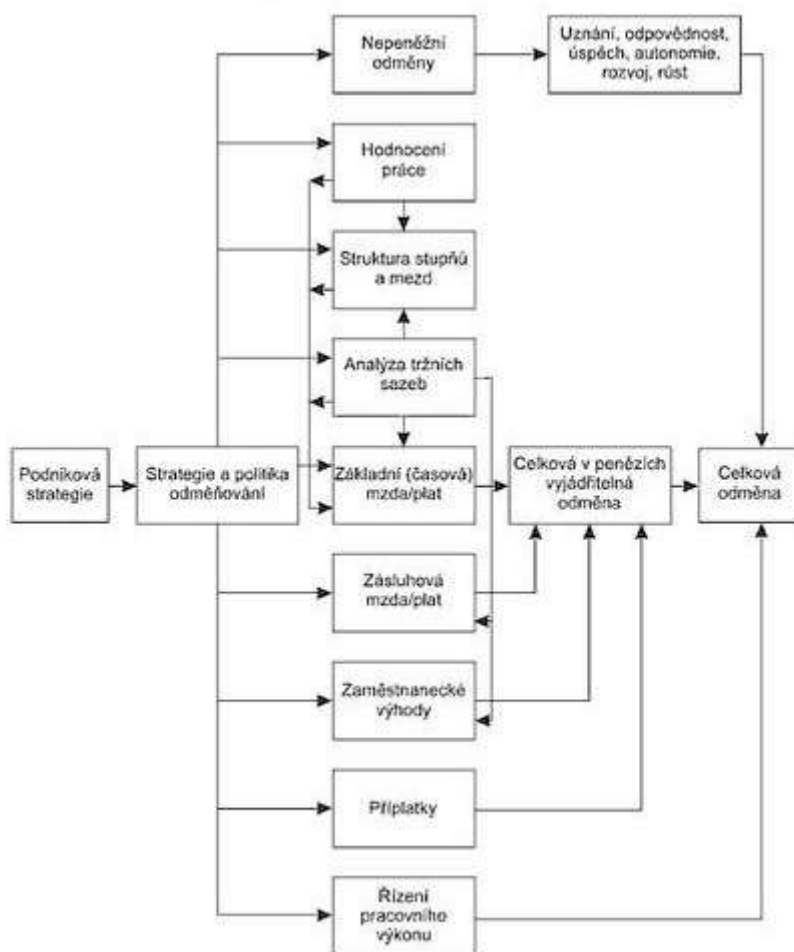 Nepeněžní
odměny
Uznání, odpovědnost,
úspěch, autonomie,
rozvoj, růst
Hodnocení
práce
Struktura stupňů
a mezd
Analýza tržních
sazeb
Podniková
strategie
Strategie a politika
odměňování
Základní (časová)
mzda/plat
Celková v penězích
vyjádřitelná
odměna
Celková
odměna
Zásluhová
mzda/plat
Zaměstnanecké
výhody
Příplatky
Řízení
pracovního
výkonu